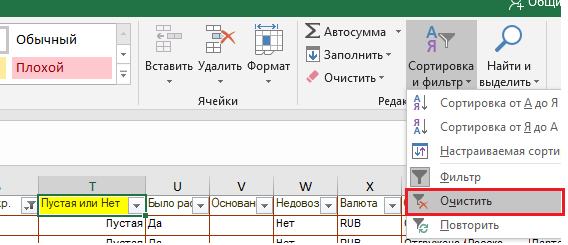 Общи
Обычный
Плохой
Вставить
Удалить
Формат
Ячейки
Автосумма
Заполнить
Очистить
Редак
Сортировка
и фильтр
Найти и
выделить
Сортировка от А до Я
Сортировка от Я до А
Настраиваемая сорти
Фильтр
Очистить
Повторить
T U V W X
кр. Пустая или Нет Было рас Основан Недовоз Валюта
Пустая Да Нет RUB
Пустая Да Нет RUB